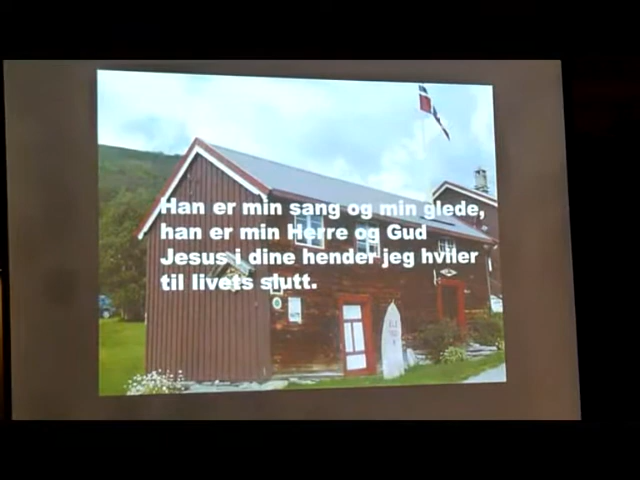 Han er min sang og min glede,
han er min Herre og Gud
Jesus i dine hender jeg hviler
til livets slutt.